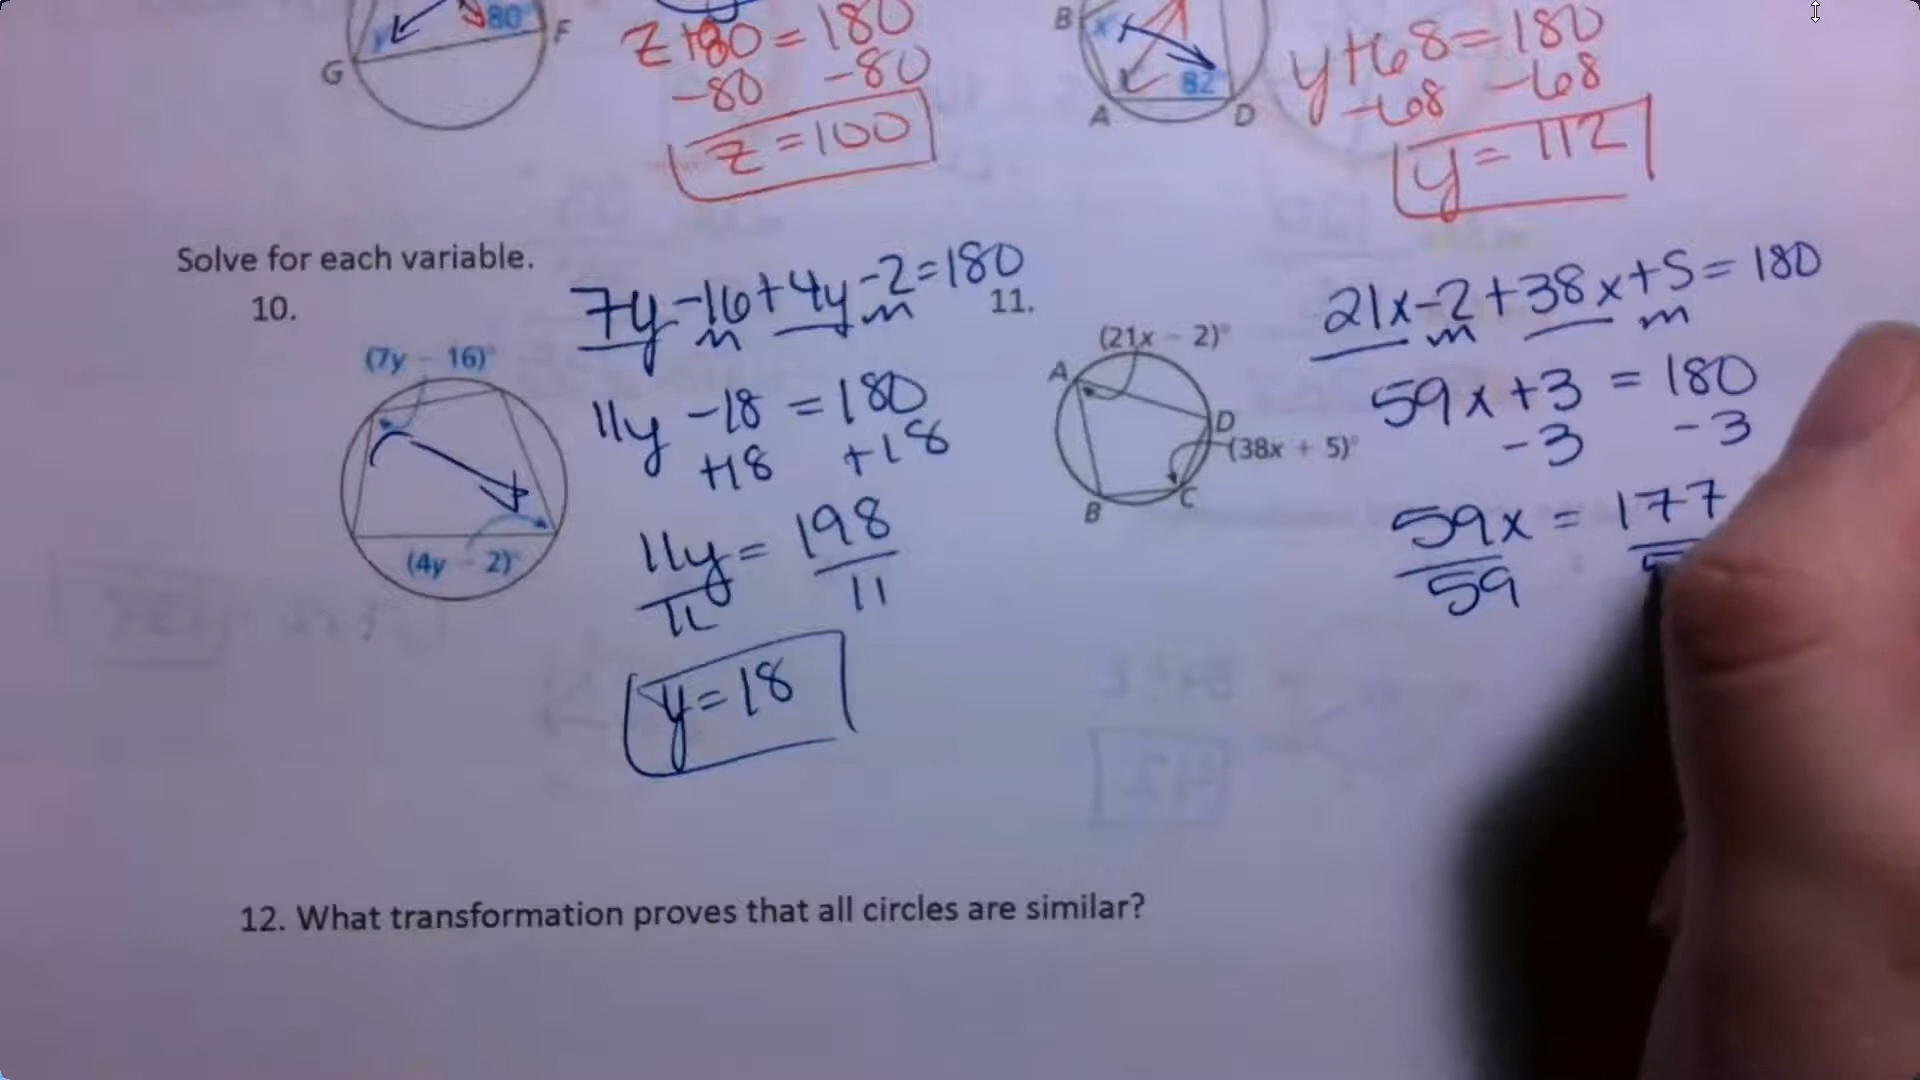 80
F
G
z+80=180
-80 -80
z=100
B
x
82
A
D
y+68=180
-68 -68
y=112
Solve for each variable.
10.
(7y - 16)°
(4y - 2)°
7y-16+4y-2=180
11y -18 = 180
+18 +18
11y = 198
11 11
y=18
11.
(21x - 2)°
A
D
(38x + 5)°
B
C
21x-2+38x+5=180
59x+3 = 180
-3 -3
59x = 177
59 5
12. What transformation proves that all circles are similar?